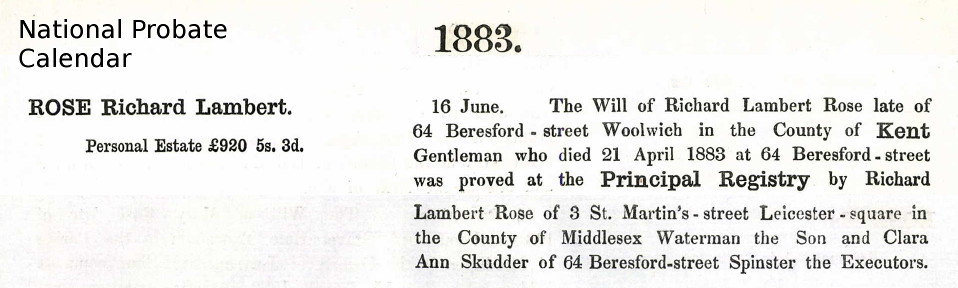 National Probate
Calendar
1883.
ROSE Richard Lambert.
Personal Estate £920 5s. 3d.
16 June. The Will of Richard Lambert Rose late of
64 Beresford - street Woolwich in the County of Kent
Gentleman who died 21 April 1883 at 64 Beresford - street
was proved at the Principal Registry by Richard
Lambert Rose of 3 St. Martin's - street Leicester - square in
the County of Middlesex Waterman the Son and Clara
Ann Skudder of 64 Beresford-street Spinster the Executors.